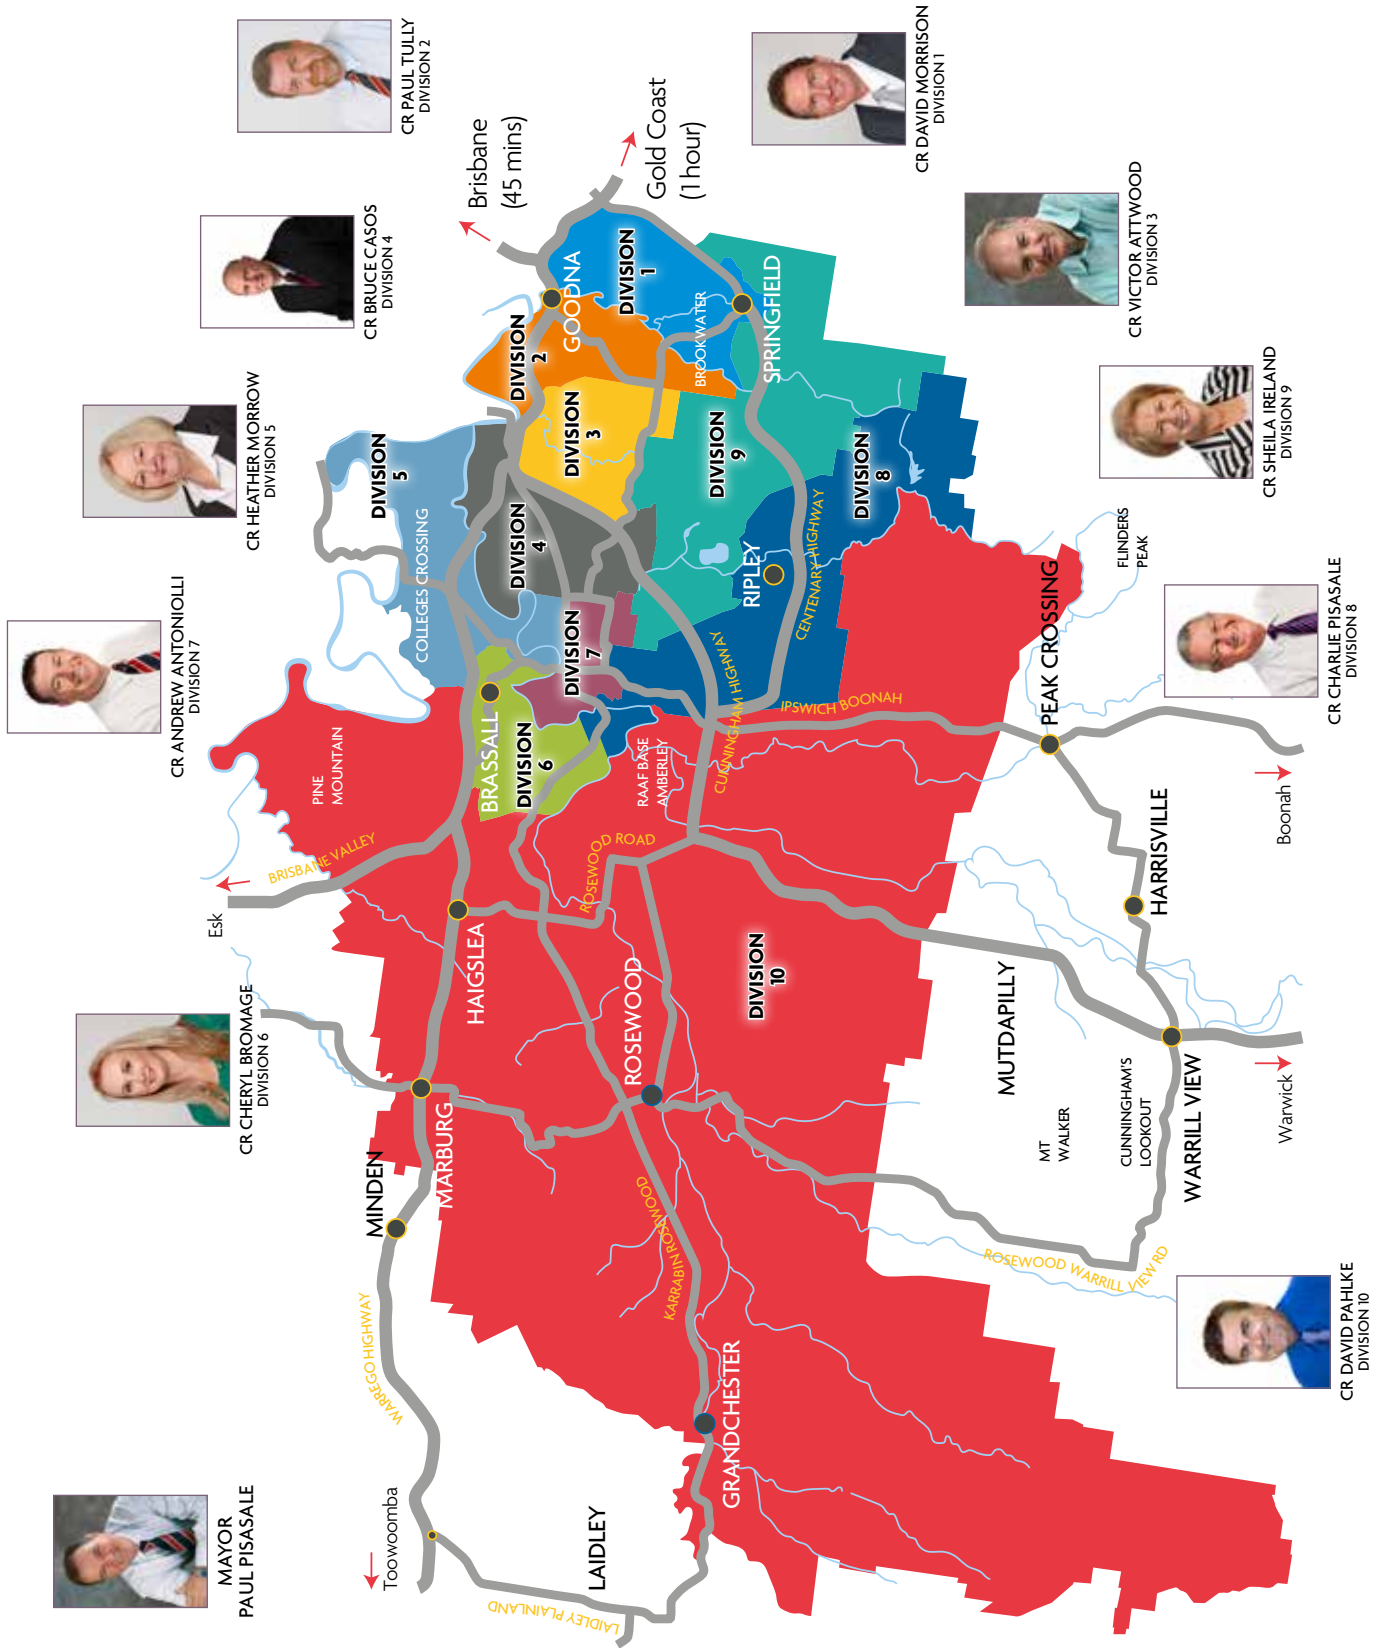 MAYOR
PAUL PISASALE
CR CHERYL BROMAGE
DIVISION 6
CR ANDREW ANTONIOLLI
DIVISION 7
CR HEATHER MORROW
DIVISION 5
CR BRUCE CASOS
DIVISION 4
CR PAUL TULLY
DIVISION 2
CR DAVID MORRISON
DIVISION 1
CR VICTOR ATTWOOD
DIVISION 3
CR SHEILA IRELAND
DIVISION 9
CR CHARLIE PISASALE
DIVISION 8
CR DAVID PAHLKE
DIVISION 10
Esk
BRISBANE VALLEY
PINE
MOUNTAIN
COLLEGES CROSSING
DIVISION
5
Brisbane
(45 mins)
Gold Coast
(1 hour)
Toowoomba
WARREGO HIGHWAY
MINDEN
MARBURG
HAIGSLEA
BRASSALL
DIVISION
6
DIVISION
7
DIVISION
4
DIVISION
3
DIVISION
2
GOODNA
DIVISION
1
BROOKWATER
SPRINGFIELD
DIVISION
9
RIPLEY
CENTENARY HIGHWAY
DIVISION
8
LAIDLEY
LAIDLEY PLAINLAND
GRANDCHESTER
KARRABIN ROSEWOOD
ROSEWOOD
ROSEWOOD ROAD
RAAF BASE
AMBERLEY
CUNNINGHAM HIGHWAY
IPSWICH BOONAH
DIVISION
10
PEAK CROSSING
FLINDERS
PEAK
MUTDAPILLY
HARRISVILLE
MT
WALKER
CUNNINGHAM'S
LOOKOUT
WARRILL VIEW
ROSEWOOD WARRILL VIEW RD
Warwick
Boonah